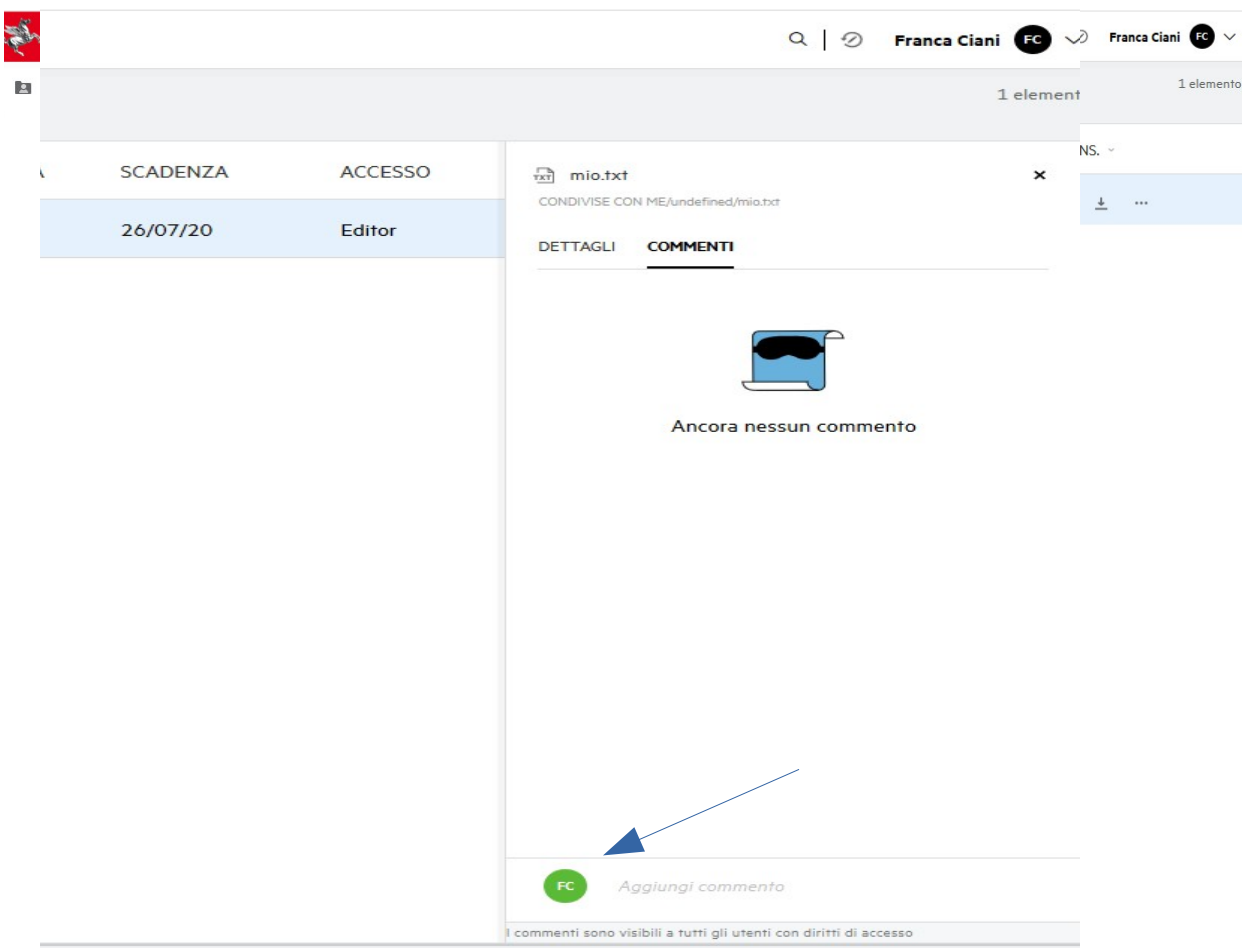 Franca Ciani FC
Franca Ciani FC
1 element
1 elemento
SCADENZA ACCESSO
NS.
26/07/20 Editor
TXT mio.txt
CONDIVISE CON ME/undefined/mio.txt
DETTAGLI COMMENTI
Ancora nessun commento
FC Aggiungi commento
I commenti sono visibili a tutti gli utenti con diritti di accesso